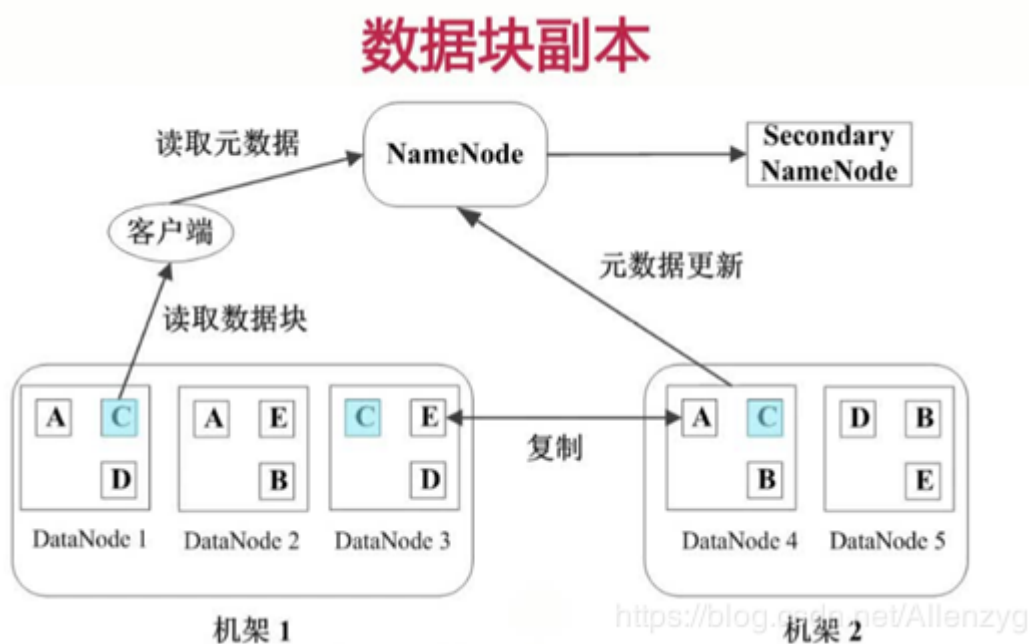 数据块副本
读取元数据
NameNode
Secondary
NameNode
客户端
元数据更新
读取数据块
A C A E C E A C D B
复制
D B D B E
DataNode 1 DataNode 2 DataNode 3 DataNode 4 DataNode 5
机架 1 机架 2
https://blog.csdn.net/Allenzyg